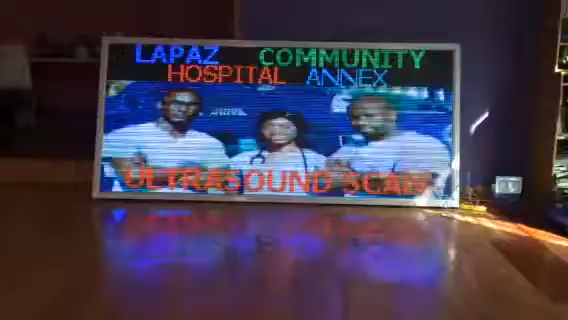 LAPAZ COMMUNITY
HOSPITAL ANNEX
ULTRASOUND SCAN